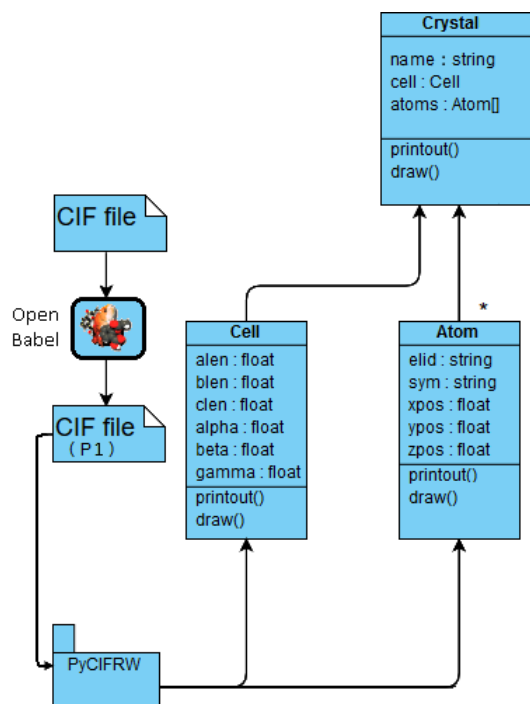 Crystal
name : string
cell : Cell
atoms : Atom[]
printout()
draw()
CIF file
Open
Babel
CIF file
(P1)
Cell
alen : float
blen : float
clen : float
alpha : float
beta : float
gamma : float
printout()
draw()
*
Atom
elid : string
sym : string
xpos : float
ypos : float
zpos : float
printout()
draw()
PyCIFRW